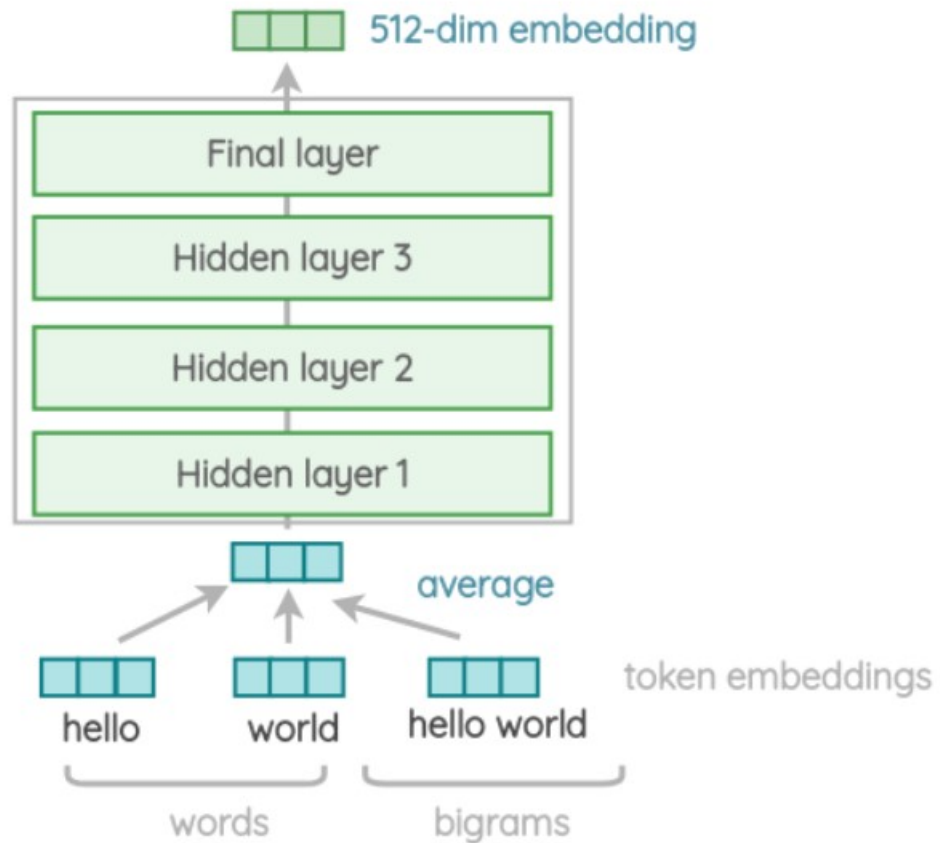 512-dim embedding
Final layer
Hidden layer 3
Hidden layer 2
Hidden layer 1
average
token embeddings
hello world hello world
words bigrams